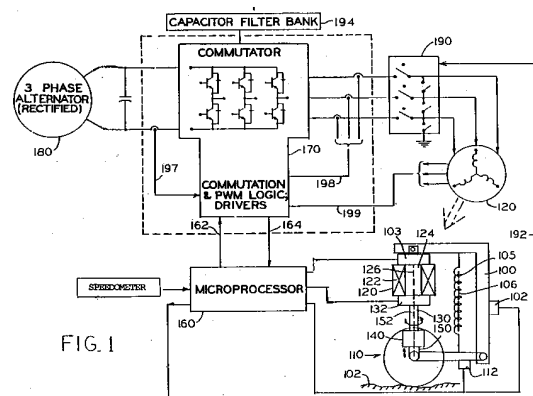 CAPACITOR FILTER BANK
194
COMMUTATOR
190
3 PHASE
ALTERNATOR
(RECTIFIED)
180
170
197
198
120
COMMUTATION
& PWM LOGIC;
DRIVERS
199
162
164
192
103
124
126
122
120
132
105
100
106
102
SPEEDOMETER
MICROPROCESSOR
160
152
130
150
140
110
112
102
FIG. 1